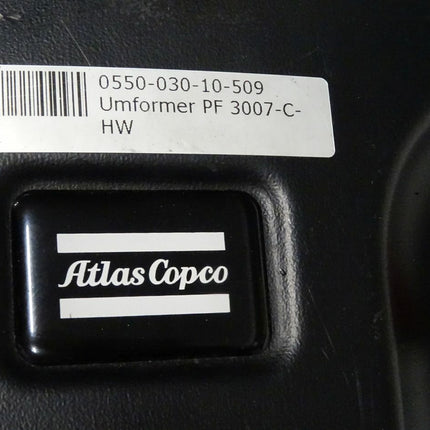 0550-030-10-509
Umformer PF 3007-C-
HW
Atlas Copco